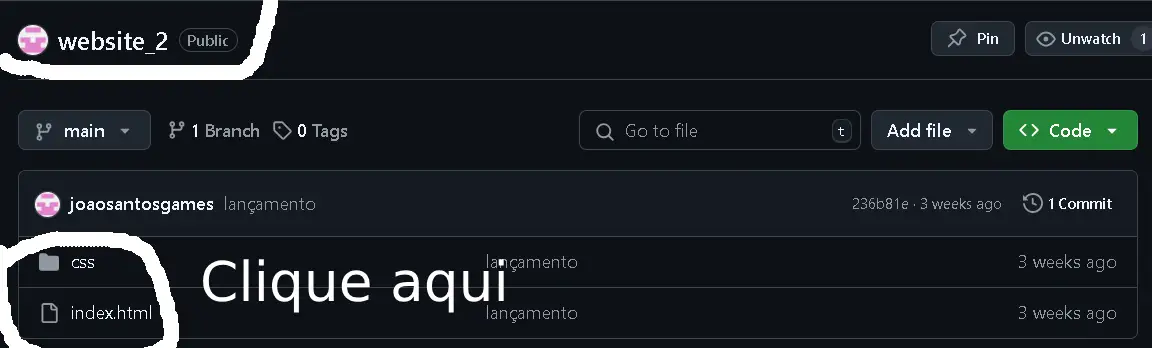 website_2 Public Pin Unwatch 1
main 1 Branch 0 Tags Go to file t Add file Code
joaosantosgames lançamento 236b81e · 3 weeks ago 1 Commit
css lançamento 3 weeks ago
Clique aqui
index.html lançamento 3 weeks ago